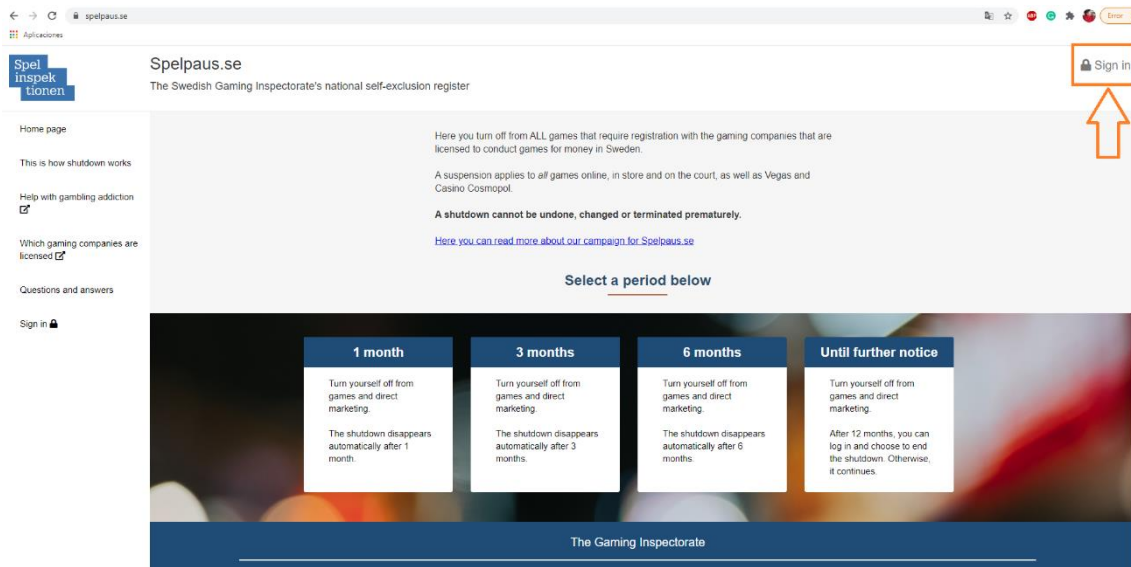 spelpaus.se
Error
Aplicaciones
Spel
inspek
tionen
Spelpaus.se
The Swedish Gaming Inspectorate's national self-exclusion register
Sign in
Home page
This is how shutdown works
Help with gambling addiction
Which gaming companies are
licensed
Questions and answers
Sign in
Here you turn off from ALL games that require registration with the gaming companies that are
licensed to conduct games for money in Sweden.
A suspension applies to all games online, in store and on the court, as well as Vegas and
Casino Cosmopol.
A shutdown cannot be undone, changed or terminated prematurely.
Here you can read more about our campaign for Spelpaus.se
Select a period below
1 month
Turn yourself off from
games and direct
marketing.
The shutdown disappears
automatically after 1
month.
3 months
Turn yourself off from
games and direct
marketing.
The shutdown disappears
automatically after 3
months.
6 months
Turn yourself off from
games and direct
marketing.
The shutdown disappears
automatically after 6
months.
Until further notice
Turn yourself off from
games and direct
marketing.
After 12 months, you can
log in and choose to end
the shutdown. Otherwise,
it continues.
The Gaming Inspectorate